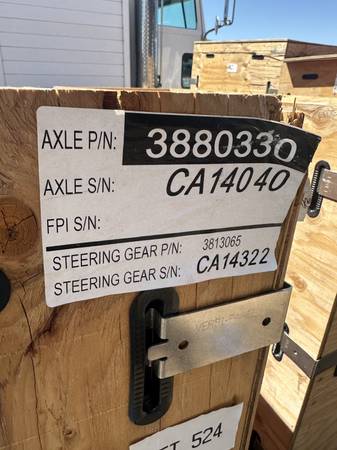 AXLE P/N: 3880330
AXLE S/N: CA14040
FPI S/N:
STEERING GEAR P/N: 3813065
STEERING GEAR S/N: CA14322
524